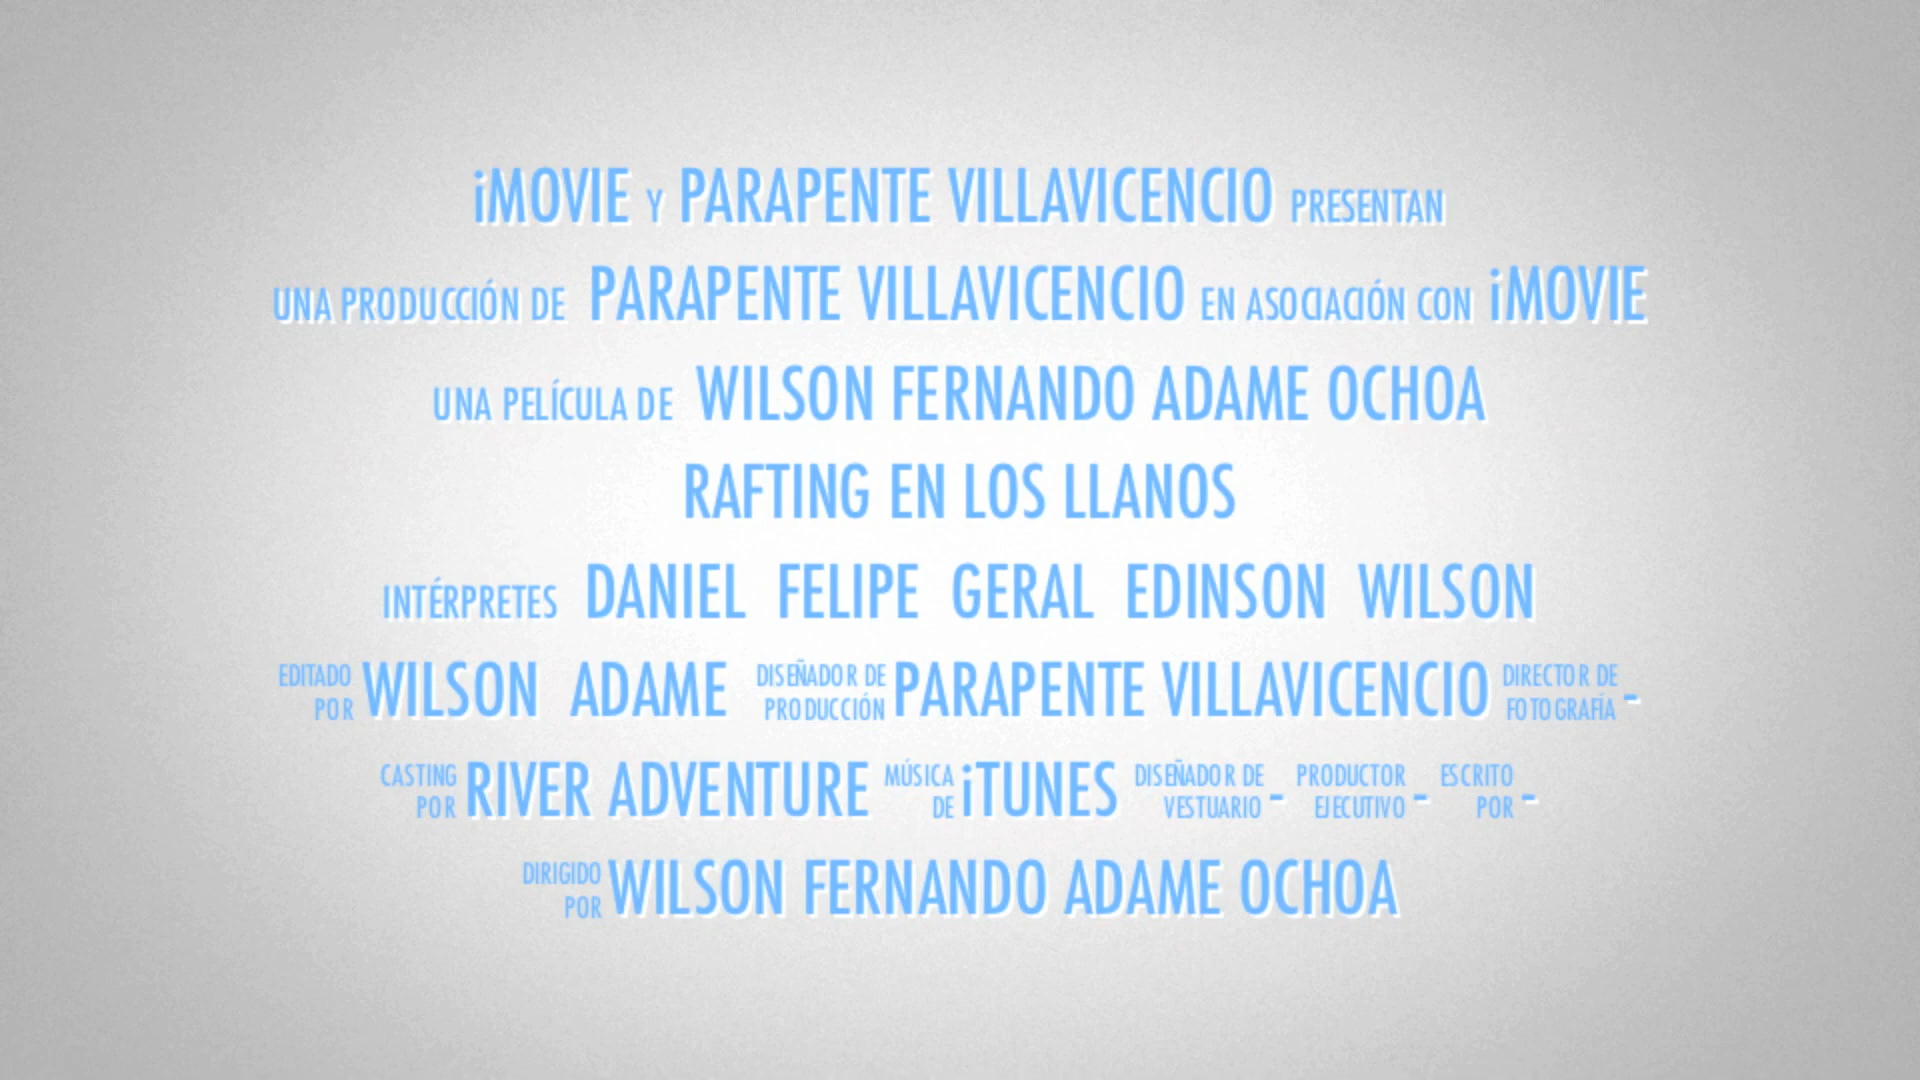 iMOVIE Y PARAPENTE VILLAVICENCIO PRESENTAN
UNA PRODUCCIÓN DE PARAPENTE VILLAVICENCIO EN ASOCIACIÓN CON iMOVIE
UNA PELÍCULA DE WILSON FERNANDO ADAME OCHOA
RAFTING EN LOS LLANOS
INTÉRPRETES DANIEL FELIPE GERAL EDINSON WILSON
EDITADO POR WILSON ADAME DISEÑADOR DE PRODUCCIÓN PARAPENTE VILLAVICENCIO DIRECTOR DE FOTOGRAFÍA -
CASTING POR RIVER ADVENTURE MÚSICA DE iTUNES DISEÑADOR DE VESTUARIO - PRODUCTOR EJECUTIVO - ESCRITO POR -
DIRIGIDO POR WILSON FERNANDO ADAME OCHOA